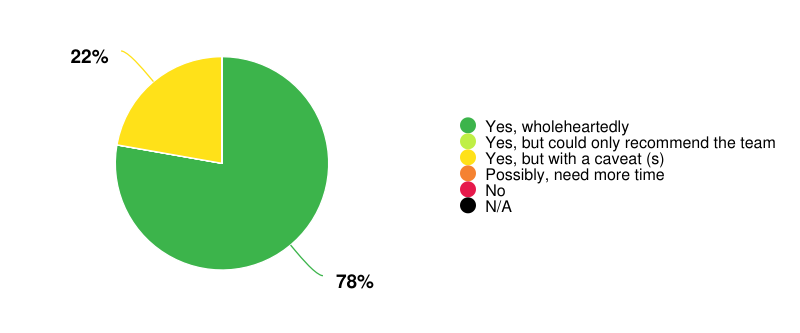 22%
78%
Yes, wholeheartedly
Yes, but could only recommend the team
Yes, but with a caveat (s)
Possibly, need more time
No
N/A